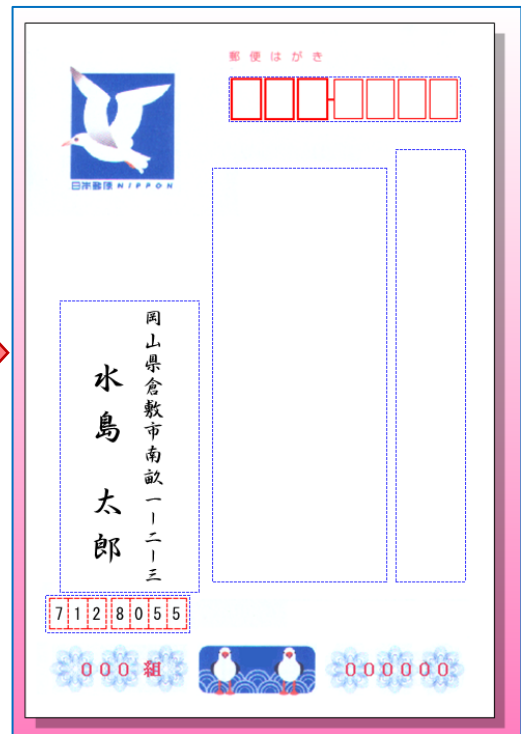 郵便はがき
日本郵便 NIPPON
岡山県倉敷市南畝一ー二ー三
水島 太郎
7128055
000 組
000000